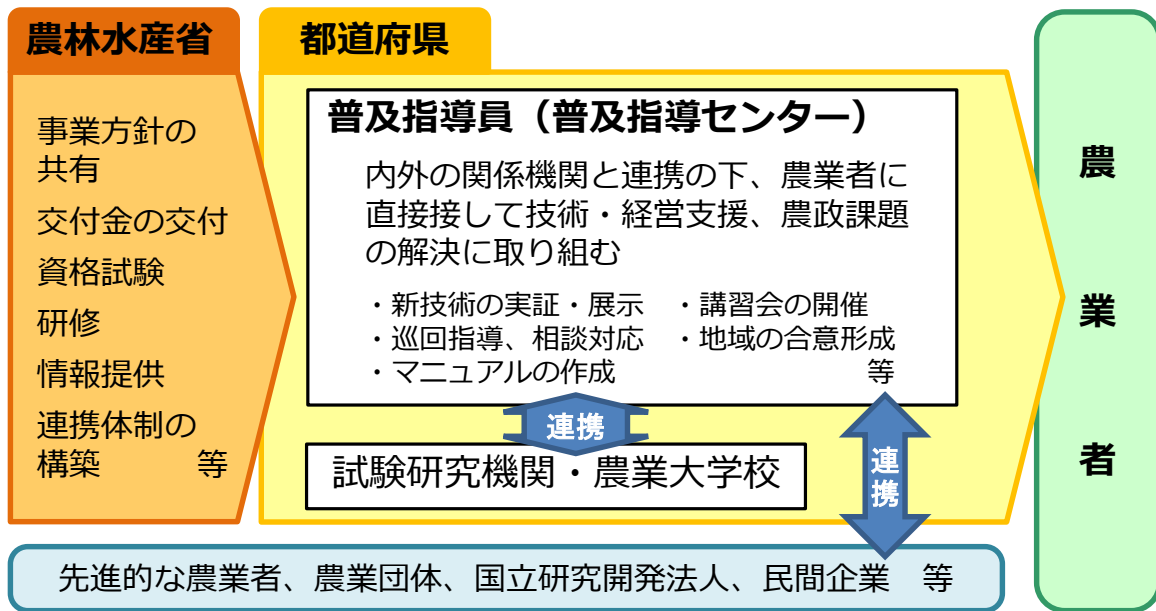 農林水産省
事業方針の
共有
交付金の交付
資格試験
研修
情報提供
連携体制の
構築　　等
都道府県
普及指導員（普及指導センター）
内外の関係機関と連携の下、農業者に
直接接して技術・経営支援、農政課題
の解決に取り組む
・新技術の実証・展示　・講習会の開催
・巡回指導、相談対応　・地域の合意形成
・マニュアルの作成　　　　　　　等
連携
試験研究機関・農業大学校
連携
先進的な農業者、農業団体、国立研究開発法人、民間企業　等
農業者